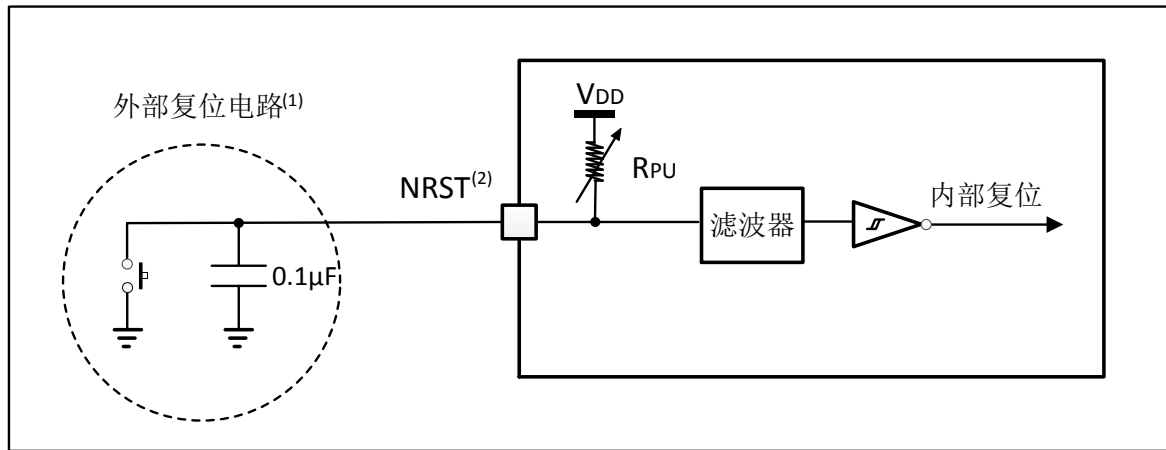 外部复位电路(1)
VDD
RPU
NRST(2)
滤波器
内部复位
0.1μF